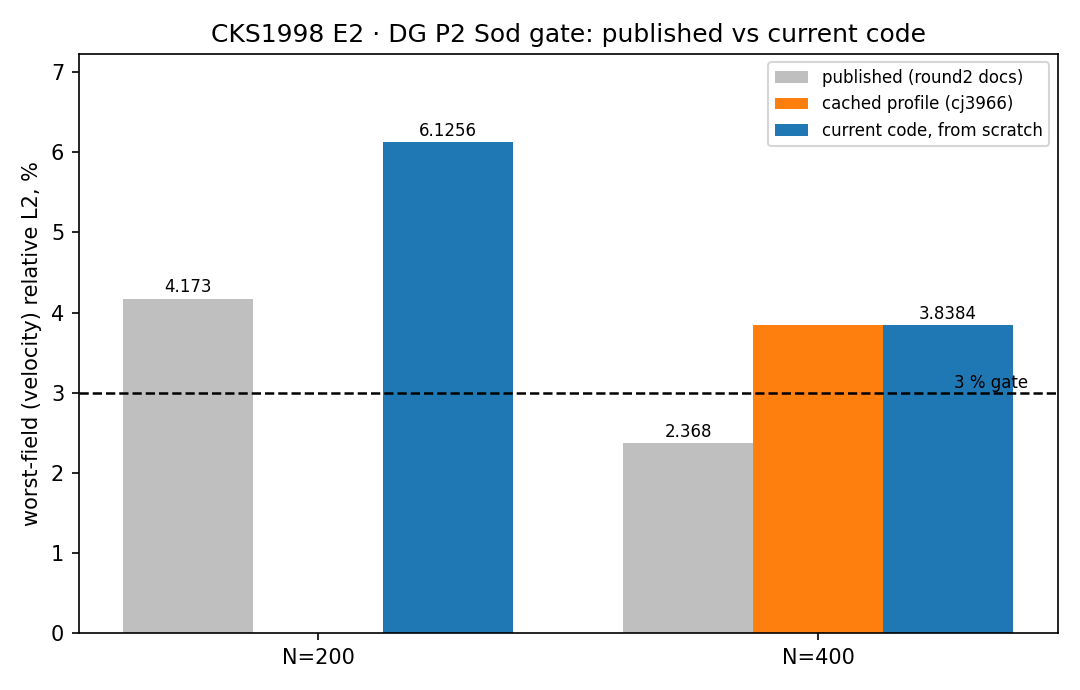 CKS1998 E2 · DG P2 Sod gate: published vs current code
worst-field (velocity) relative L2, %
7
6
5
4
3
2
1
0
published (round2 docs)
cached profile (cj3966)
current code, from scratch
4.173
6.1256
2.368
3.8384
3 % gate
N=200
N=400